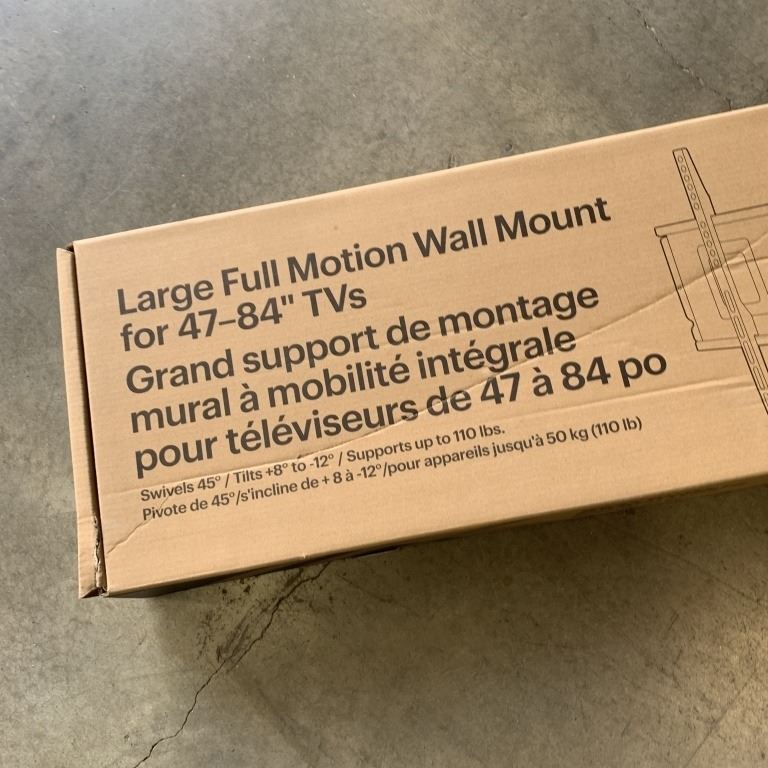 Large Full Motion Wall Mount
for 47–84" TVs
Grand support de montage
mural à mobilité intégrale
pour téléviseurs de 47 à 84 po
Swivels 45° / Tilts +8° to -12° / Supports up to 110 lbs.
Pivote de 45°/s'incline de + 8 à -12°/pour appareils jusqu'à 50 kg (110 lb)